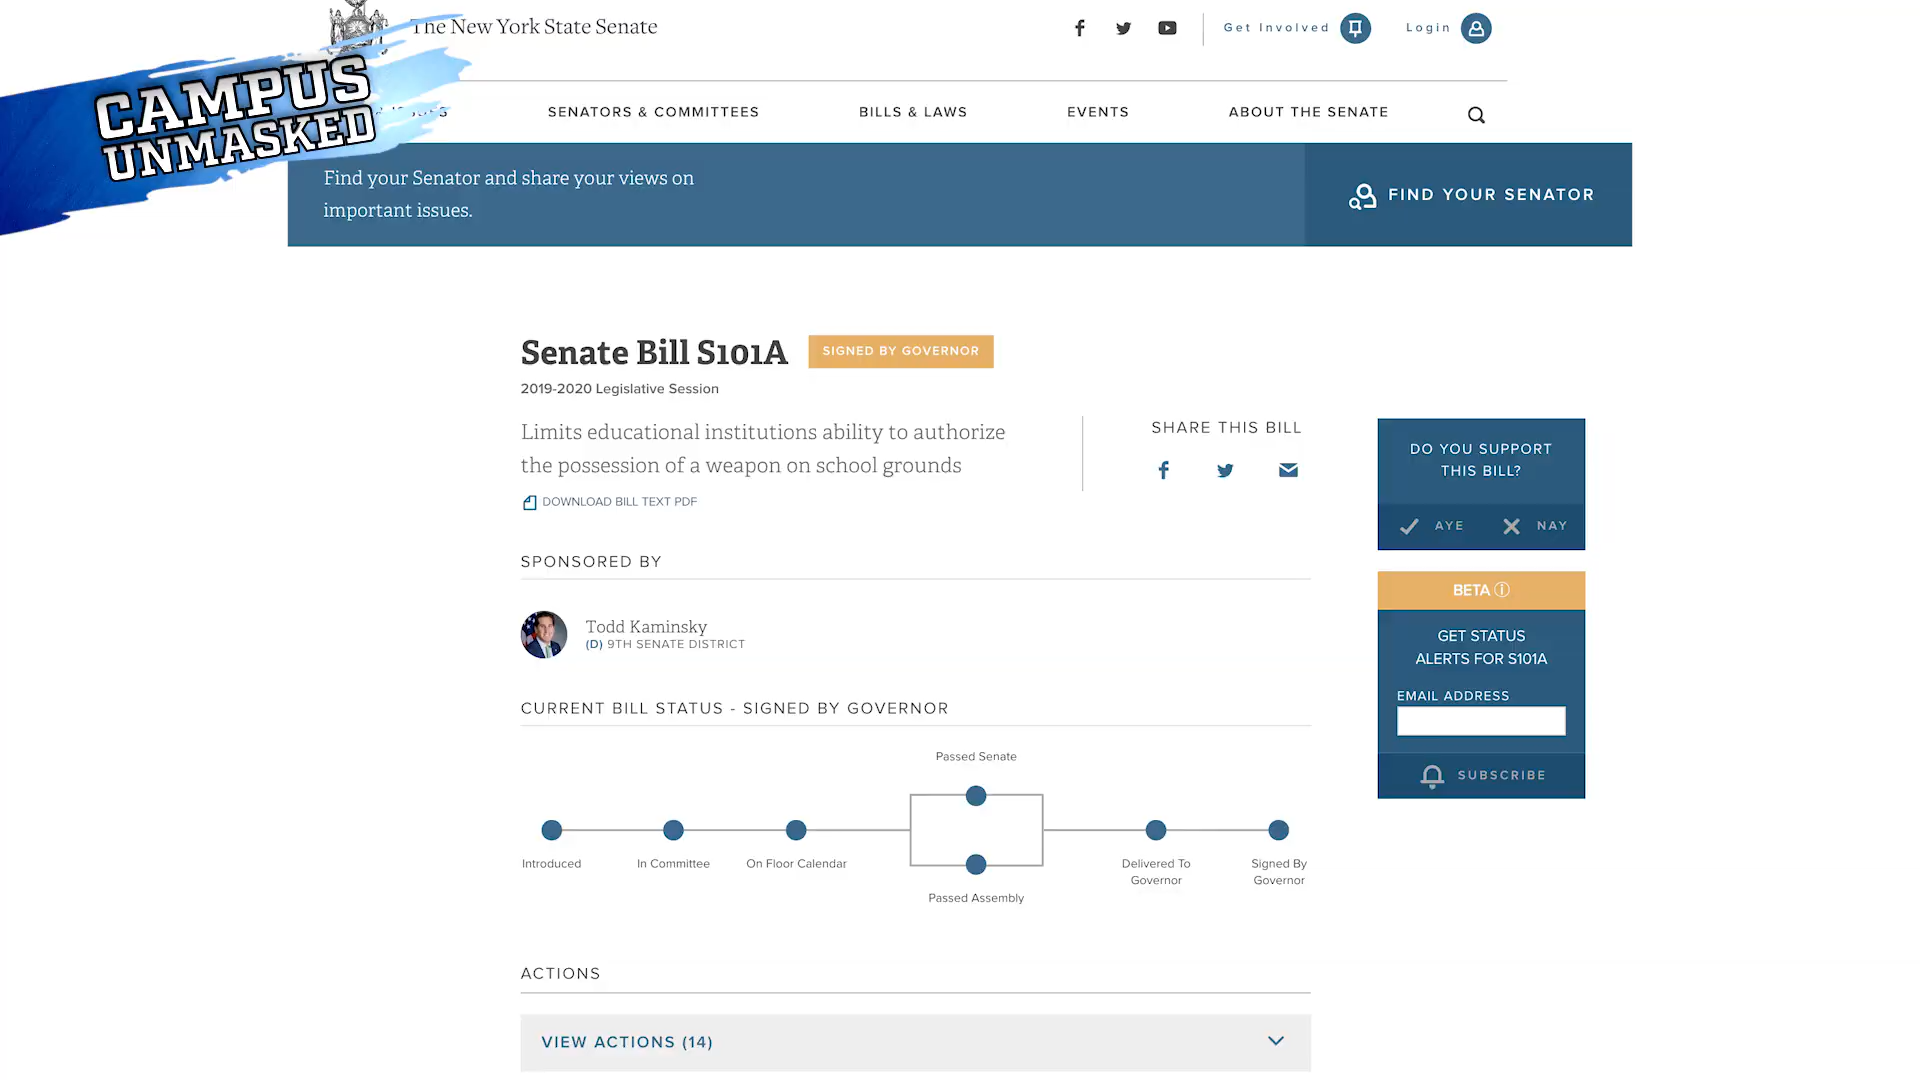 The New York State Senate
Get Involved
Login
CAMPUS
UNMASKED
SENATORS & COMMITTEES
BILLS & LAWS
EVENTS
ABOUT THE SENATE
Find your Senator and share your views on
important issues.
FIND YOUR SENATOR
Senate Bill S101A
SIGNED BY GOVERNOR
2019-2020 Legislative Session
Limits educational institutions ability to authorize
the possession of a weapon on school grounds
DOWNLOAD BILL TEXT PDF
SHARE THIS BILL
DO YOU SUPPORT
THIS BILL?
AYE
NAY
SPONSORED BY
Todd Kaminsky
(D) 9TH SENATE DISTRICT
BETA
GET STATUS
ALERTS FOR S101A
EMAIL ADDRESS
SUBSCRIBE
CURRENT BILL STATUS - SIGNED BY GOVERNOR
Passed Senate
Introduced
In Committee
On Floor Calendar
Passed Assembly
Delivered To
Governor
Signed By
Governor
ACTIONS
VIEW ACTIONS (14)